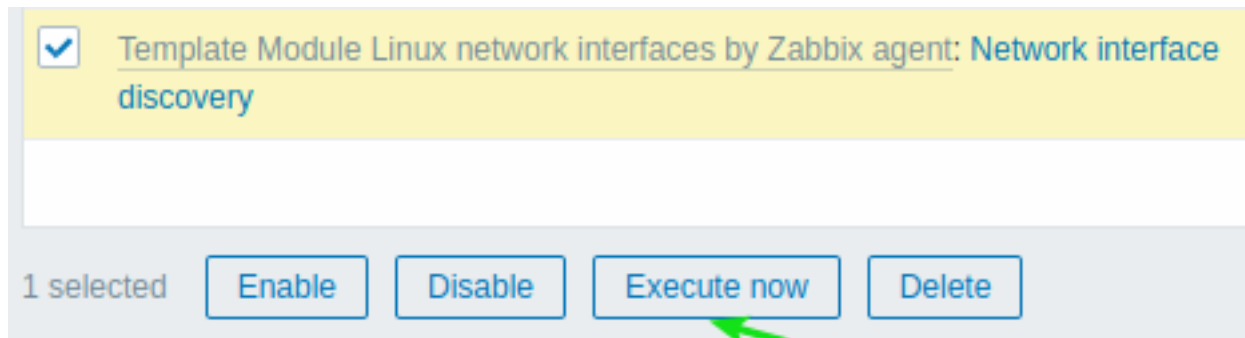 Template Module Linux network interfaces by Zabbix agent: Network interface
discovery
1 selected Enable Disable Execute now Delete